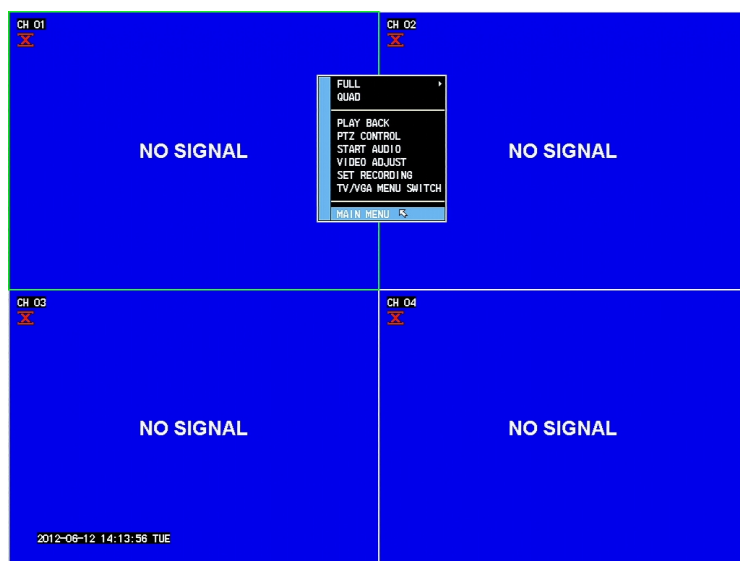 CH 01
CH 02
NO SIGNAL
NO SIGNAL
FULL
QUAD
PLAY BACK
PTZ CONTROL
START AUDIO
VIDEO ADJUST
SET RECORDING
TV/VGA MENU SWITCH
MAIN MENU
CH 03
CH 04
NO SIGNAL
NO SIGNAL
2012-06-12 14:13:56 TUE